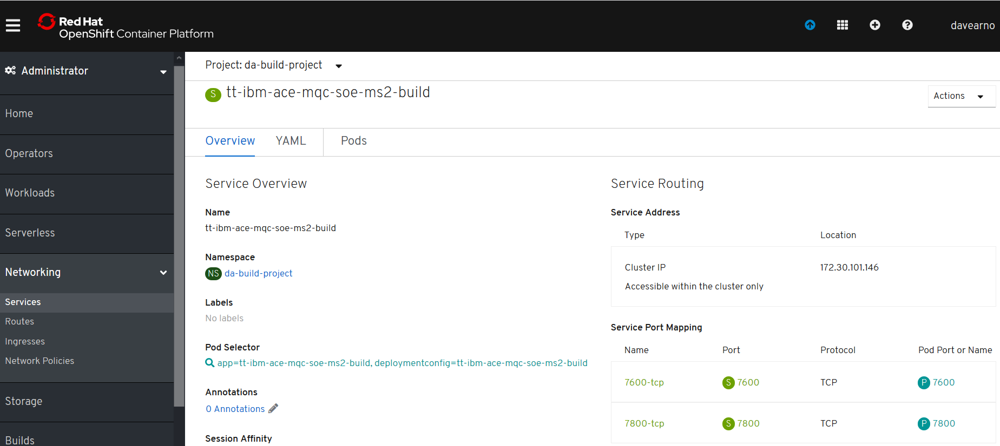 Red Hat
OpenShift Container Platform
davearno
Administrator
Home
Operators
Workloads
Serverless
Networking
Services
Routes
Ingresses
Network Policies
Storage
Builds
Project: da-build-project
S tt-ibm-ace-mqc-soe-ms2-build
Actions
Overview YAML Pods
Service Overview
Name
tt-ibm-ace-mqc-soe-ms2-build
Namespace
NS da-build-project
Labels
No labels
Pod Selector
app=tt-ibm-ace-mqc-soe-ms2-build, deploymentconfig=tt-ibm-ace-mqc-soe-ms2-build
Annotations
0 Annotations
Session Affinity
Service Routing
Service Address
Type Location
Cluster IP 172.30.101.146
Accessible within the cluster only
Service Port Mapping
Name Port Protocol Pod Port or Name
7600-tcp S 7600 TCP P 7600
7800-tcp S 7800 TCP P 7800